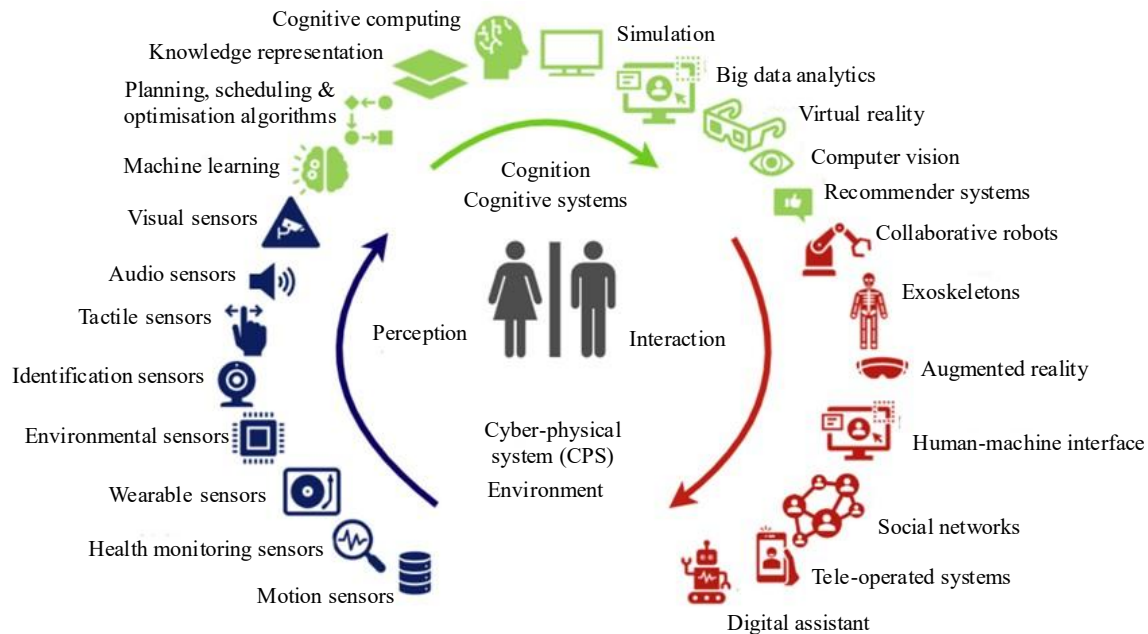 Cognitive computing
Simulation
Knowledge representation
Big data analytics
Planning, scheduling &
optimisation algorithms
Virtual reality
Machine learning
Computer vision
Cognition
Cognitive systems
Recommender systems
Visual sensors
Collaborative robots
Audio sensors
Exoskeletons
Tactile sensors
Perception
Interaction
Identification sensors
Augmented reality
Environmental sensors
Cyber-physical
system (CPS)
Environment
Human-machine interface
Wearable sensors
Social networks
Health monitoring sensors
Tele-operated systems
Motion sensors
Digital assistant